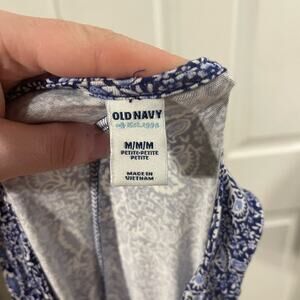 OLD NAVY
Est. 1994
M/M/M
PETITE-PETITE
PETITE
MADE IN
VIETNAM